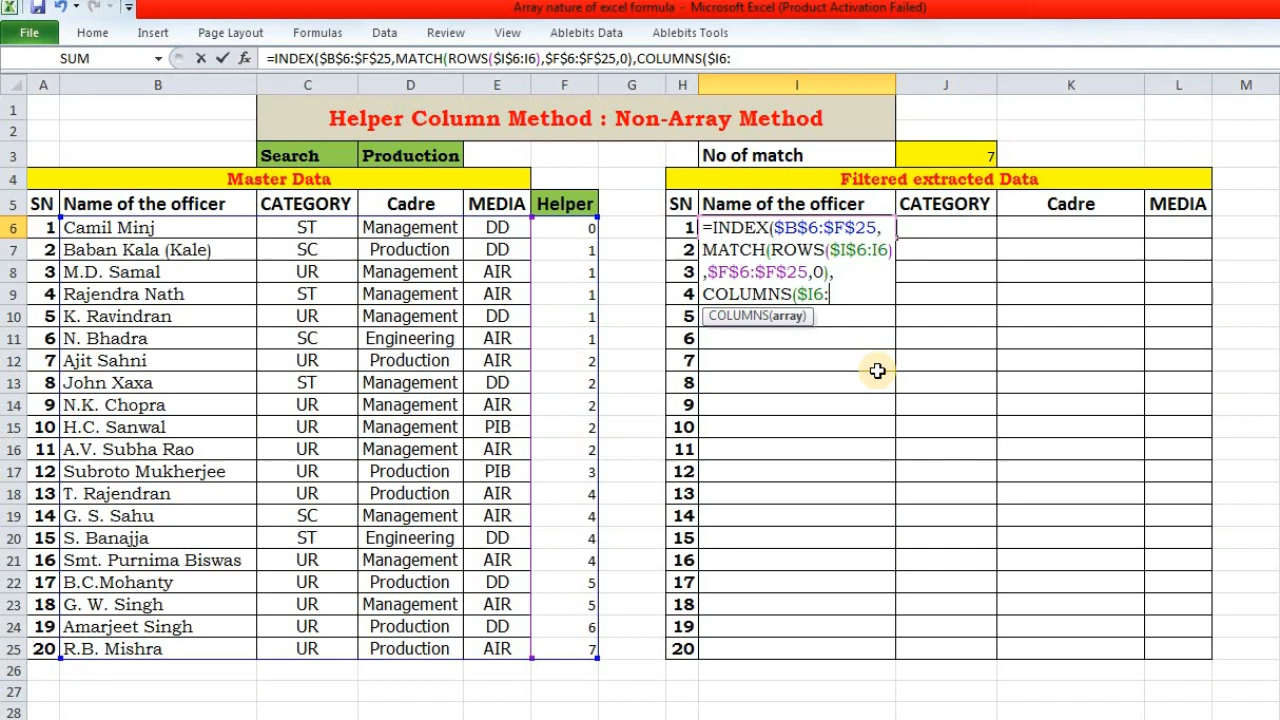 Array nature of excel formula - Microsoft Excel (Product Activation Failed)
File Home Insert Page Layout Formulas Data Review View Ablebits Data Ablebits Tools
SUM fx =INDEX($B$6:$F$25,MATCH(ROWS($I$6:I6),$F$6:$F$25,0),COLUMNS($I6:
A B C D E F G H I J K L M
1 Helper Column Method : Non-Array Method
2
3 Search Production No of match 7
4 Master Data Filtered extracted Data
5 SN Name of the officer CATEGORY Cadre MEDIA Helper SN Name of the officer CATEGORY Cadre MEDIA
6 1 Camil Minj ST Management DD 0 1 =INDEX($B$6:$F$25,
7 2 Baban Kala (Kale) SC Production DD 1 2 MATCH(ROWS($I$6:I6)
8 3 M.D. Samal UR Management AIR 1 3 ,$F$6:$F$25,0),
9 4 Rajendra Nath UR Management AIR 1 4 COLUMNS($I6:
10 5 K. Ravindran UR Management DD 1 5 COLUMNS(array)
11 6 N. Bhadra SC Engineering AIR 1 6
12 7 Ajit Sahni UR Production AIR 2 7
13 8 John Xaxa ST Management DD 2 8
14 9 N.K. Chopra UR Management AIR 2 9
15 10 H.C. Sanwal UR Management PIB 2 10
16 11 A.V. Subha Rao UR Management AIR 2 11
17 12 Subroto Mukherjee UR Production PIB 3 12
18 13 T. Rajendran UR Production AIR 4 13
19 14 G. S. Sahu SC Management AIR 4 14
20 15 S. Banajja ST Engineering DD 4 15
21 16 Smt. Purnima Biswas UR Management AIR 4 16
22 17 B.C.Mohanty UR Production DD 5 17
23 18 G. W. Singh UR Management AIR 5 18
24 19 Amarjeet Singh UR Production DD 6 19
25 20 R.B. Mishra UR Production AIR 7 20
26
27
28